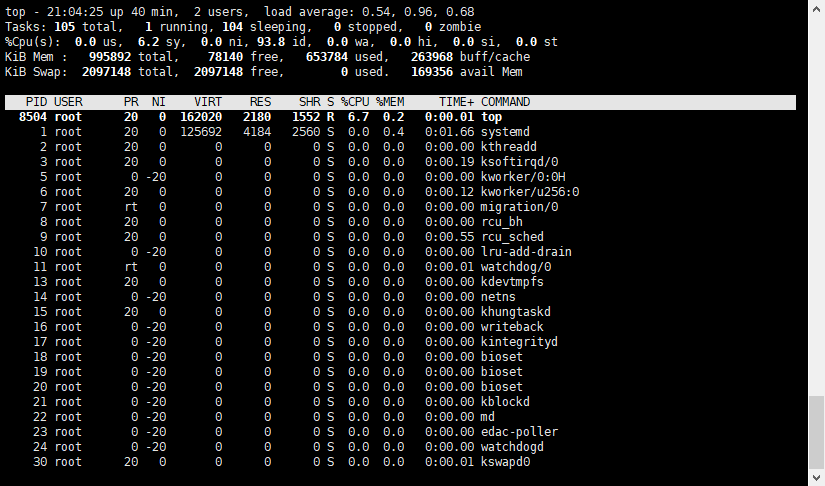 top - 21:04:25 up 40 min,  2 users,  load average: 0.54, 0.96, 0.68
Tasks: 105 total,   1 running, 104 sleeping,   0 stopped,   0 zombie
%Cpu(s):  0.0 us,  6.2 sy,  0.0 ni, 93.8 id,  0.0 wa,  0.0 hi,  0.0 si,  0.0 st
KiB Mem :   995892 total,    78140 free,   653784 used,   263968 buff/cache
KiB Swap:  2097148 total,  2097148 free,        0 used.   169356 avail Mem
PID USER      PR  NI    VIRT    RES    SHR S %CPU %MEM     TIME+ COMMAND
8504 root      20   0  162020   2180   1552 R  6.7  0.2   0:00.01 top
1 root      20   0  125692   4184   2560 S  0.0  0.4   0:01.66 systemd
2 root      20   0       0      0      0 S  0.0  0.0   0:00.00 kthreadd
3 root      20   0       0      0      0 S  0.0  0.0   0:00.19 ksoftirqd/0
5 root       0 -20       0      0      0 S  0.0  0.0   0:00.00 kworker/0:0H
6 root      20   0       0      0      0 S  0.0  0.0   0:00.12 kworker/u256:0
7 root      rt   0       0      0      0 S  0.0  0.0   0:00.00 migration/0
8 root      20   0       0      0      0 S  0.0  0.0   0:00.00 rcu_bh
9 root      20   0       0      0      0 S  0.0  0.0   0:00.55 rcu_sched
10 root       0 -20       0      0      0 S  0.0  0.0   0:00.00 lru-add-drain
11 root      rt   0       0      0      0 S  0.0  0.0   0:00.01 watchdog/0
13 root      20   0       0      0      0 S  0.0  0.0   0:00.00 kdevtmpfs
14 root       0 -20       0      0      0 S  0.0  0.0   0:00.00 netns
15 root      20   0       0      0      0 S  0.0  0.0   0:00.00 khungtaskd
16 root       0 -20       0      0      0 S  0.0  0.0   0:00.00 writeback
17 root       0 -20       0      0      0 S  0.0  0.0   0:00.00 kintegrityd
18 root       0 -20       0      0      0 S  0.0  0.0   0:00.00 bioset
19 root       0 -20       0      0      0 S  0.0  0.0   0:00.00 bioset
20 root       0 -20       0      0      0 S  0.0  0.0   0:00.00 bioset
21 root       0 -20       0      0      0 S  0.0  0.0   0:00.00 kblockd
22 root       0 -20       0      0      0 S  0.0  0.0   0:00.00 md
23 root       0 -20       0      0      0 S  0.0  0.0   0:00.00 edac-poller
24 root       0 -20       0      0      0 S  0.0  0.0   0:00.00 watchdogd
30 root      20   0       0      0      0 S  0.0  0.0   0:00.01 kswapd0